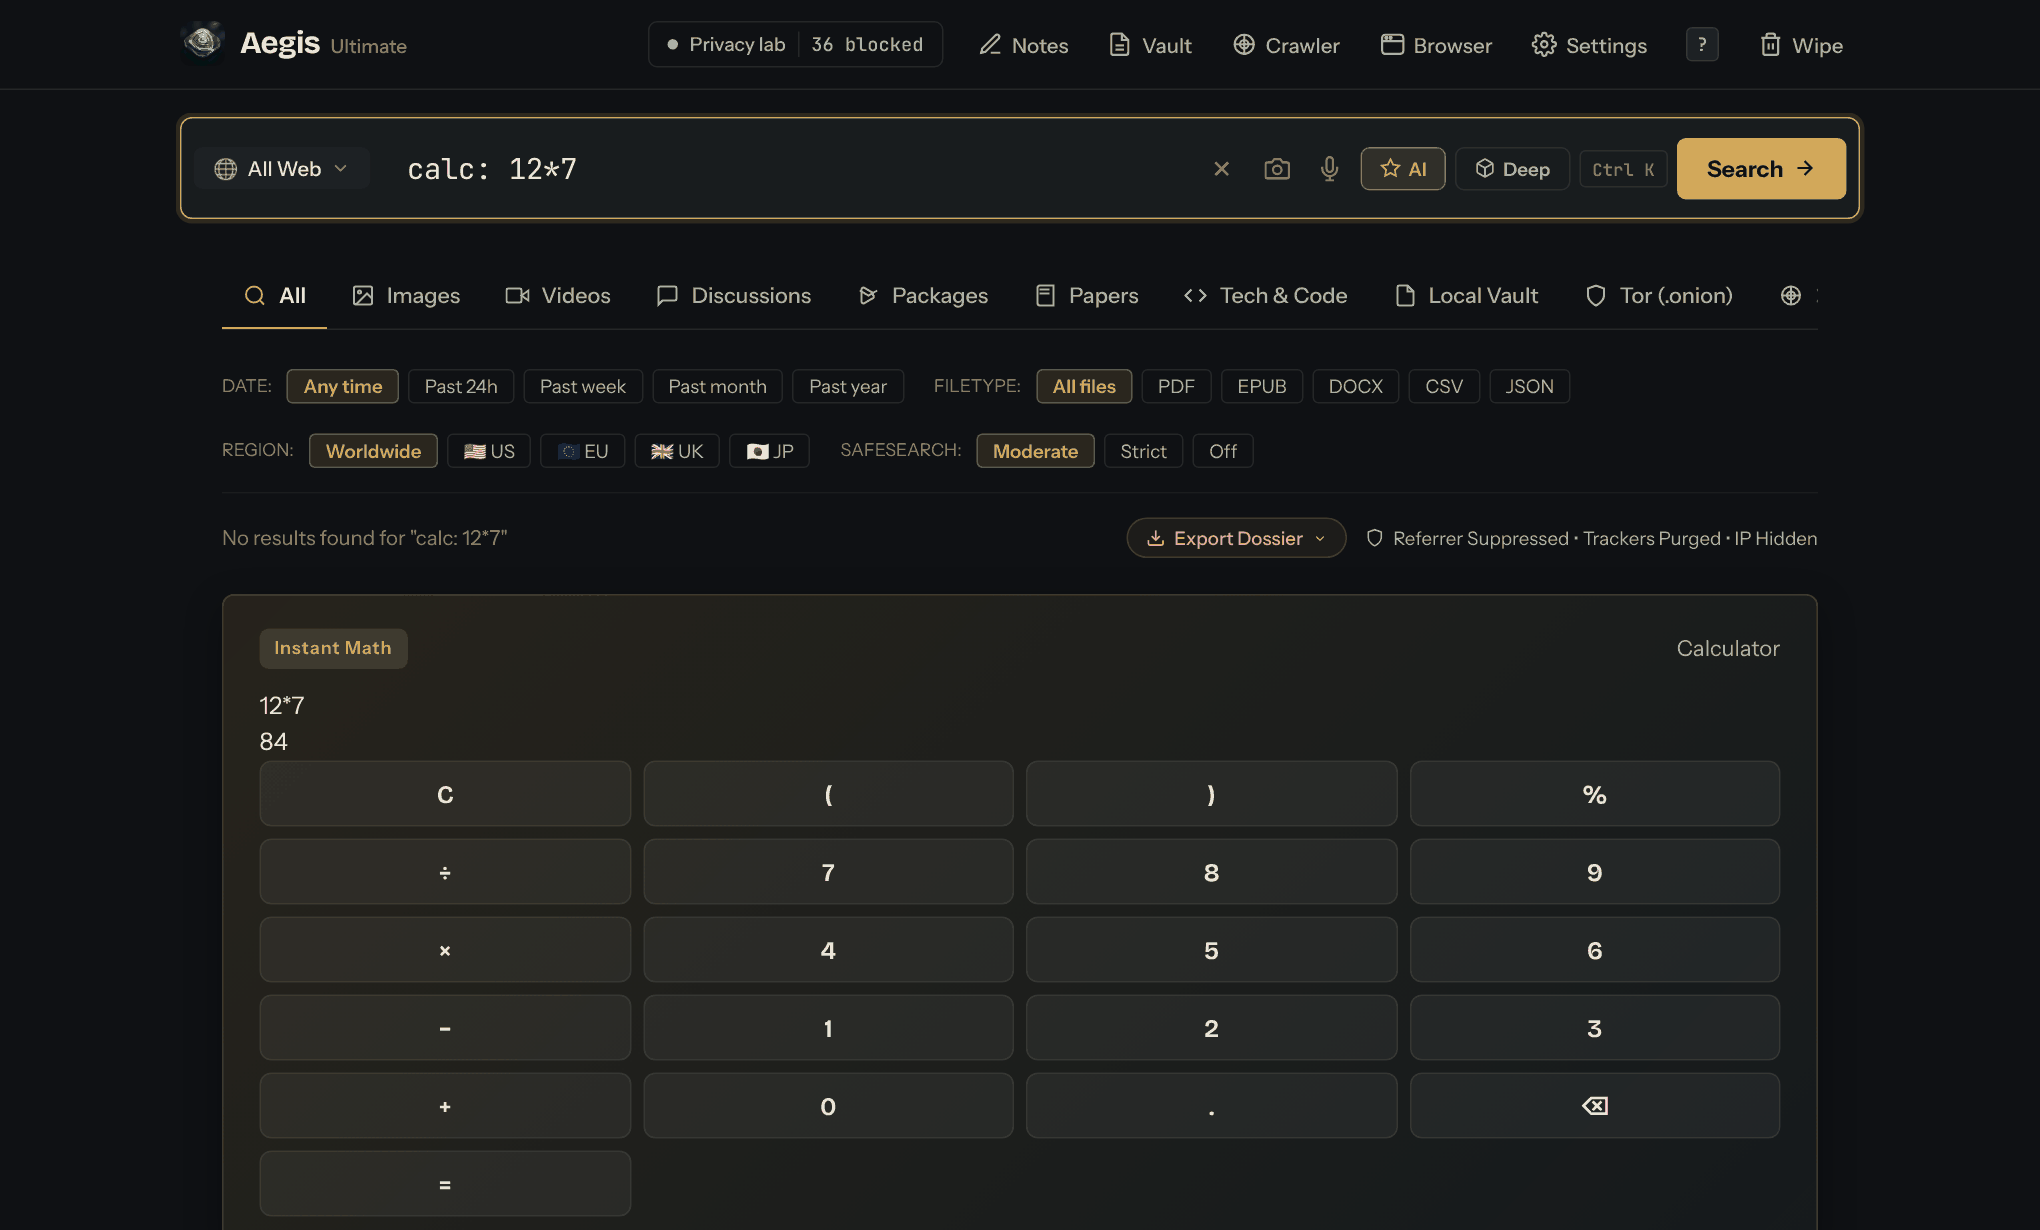 Aegis Ultimate
Privacy lab 36 blocked
Notes
Vault
Crawler
Browser
Settings
?
Wipe
All Web
calc: 12*7
AI
Deep
Ctrl K
Search →
All
Images
Videos
Discussions
Packages
Papers
Tech & Code
Local Vault
Tor (.onion)
DATE: Any time Past 24h Past week Past month Past year FILETYPE: All files PDF EPUB DOCX CSV JSON
REGION: Worldwide 🇺🇸 US 🇪🇺 EU 🇬🇧 UK 🇯🇵 JP SAFESEARCH: Moderate Strict Off
No results found for "calc: 12*7"
Export Dossier
Referrer Suppressed • Trackers Purged • IP Hidden
Instant Math
Calculator
12*7
84
C ( ) %
÷ 7 8 9
× 4 5 6
− 1 2 3
+ 0 . ⌫
=